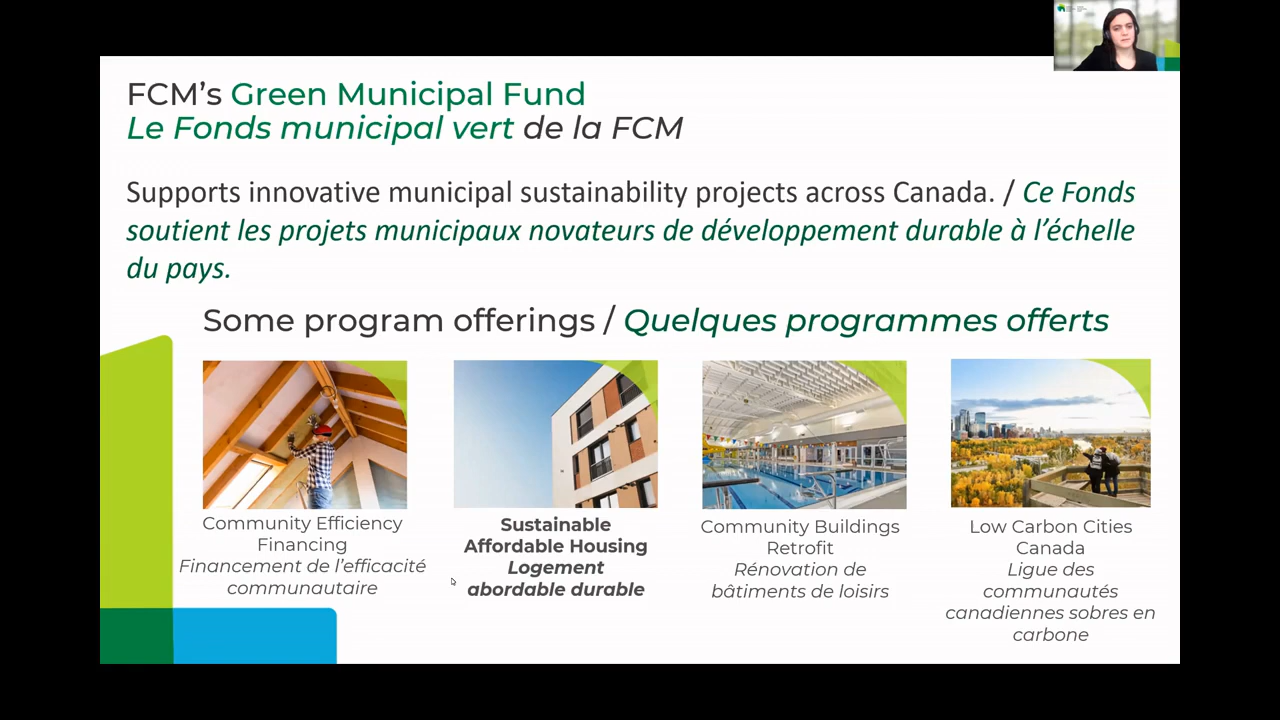 FCM's Green Municipal Fund
Le Fonds municipal vert de la FCM
Supports innovative municipal sustainability projects across Canada. / Ce Fonds
soutient les projets municipaux novateurs de développement durable à l'échelle
du pays.
Some program offerings / Quelques programmes offerts
Community Efficiency
Financing
Financement de l'efficacité
communautaire
Sustainable
Affordable Housing
Logement
abordable durable
Community Buildings
Retrofit
Rénovation de
bâtiments de loisirs
Low Carbon Cities
Canada
Ligue des
communautés
canadiennes sobres en
carbone